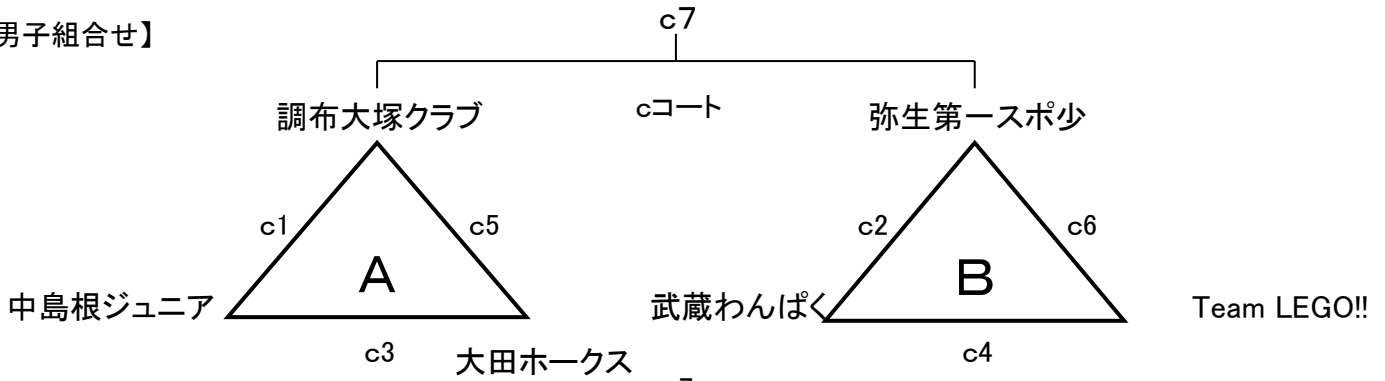 c7
男子組合せ】
cコート
調布大塚クラブ
弥生第一スポ少
c1
c5
c2
c6
A
B
中島根ジュニア
武蔵わんぱく
Team LEGO!!
c3
大田ホークス
c4